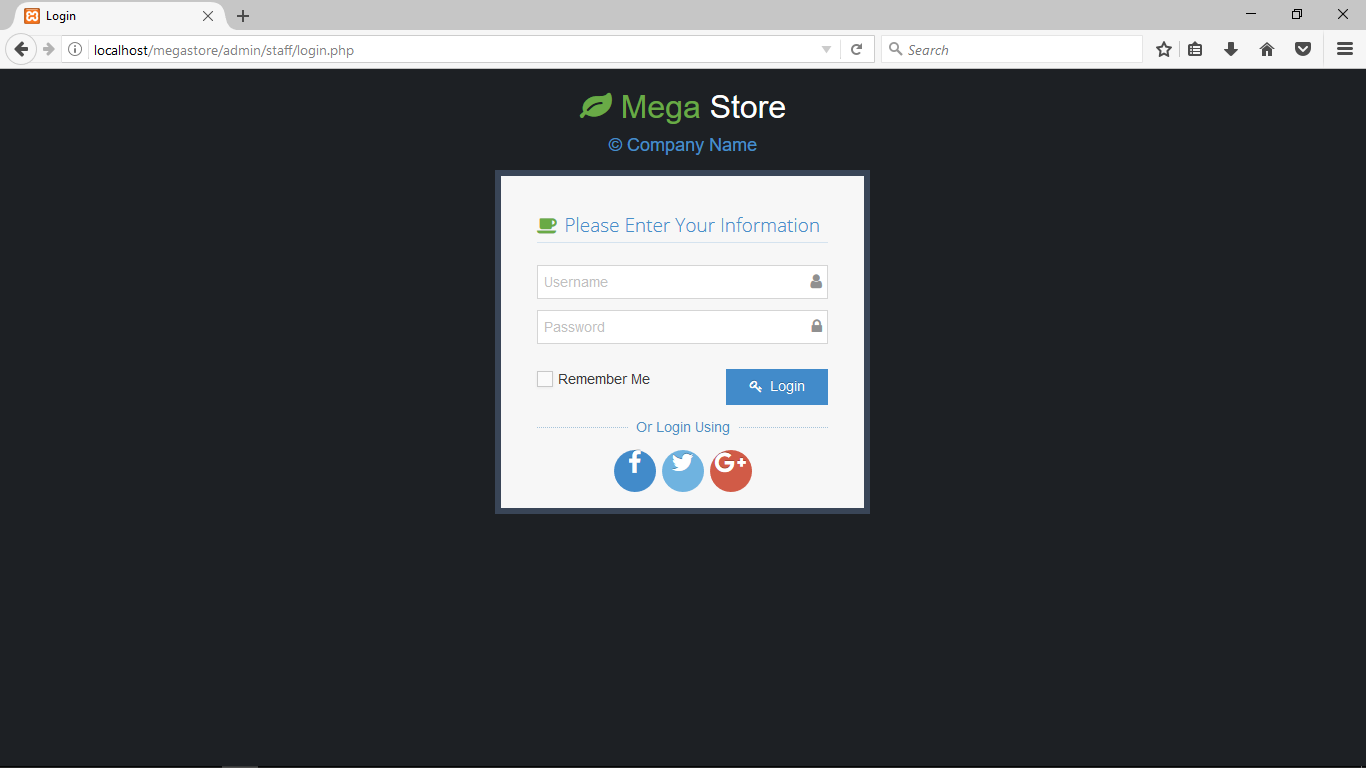 Login
localhost/megastore/admin/staff/login.php
Search
Mega Store
© Company Name
Please Enter Your Information
Username
Password
Remember Me
Login
Or Login Using
f
G+